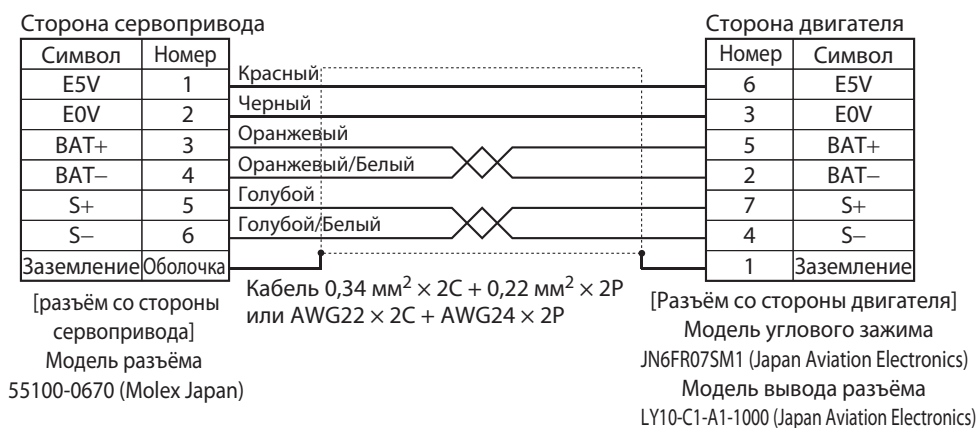 Сторона сервопривода
Символ Номер
E5V 1
E0V 2
BAT+ 3
BAT− 4
S+ 5
S− 6
Заземление Оболочка
Красный
Черный
Оранжевый
Оранжевый/Белый
Голубой
Голубой/Белый
Сторона двигателя
Номер Символ
6 E5V
3 E0V
5 BAT+
2 BAT−
7 S+
4 S−
1 Заземление
[разъём со стороны
сервопривода]
Модель разъёма
55100-0670 (Molex Japan)
Кабель 0,34 мм² × 2C + 0,22 мм² × 2P
или AWG22 × 2C + AWG24 × 2P
[Разъём со стороны двигателя]
Модель углового зажима
JN6FR07SM1 (Japan Aviation Electronics)
Модель вывода разъёма
LY10-C1-A1-1000 (Japan Aviation Electronics)